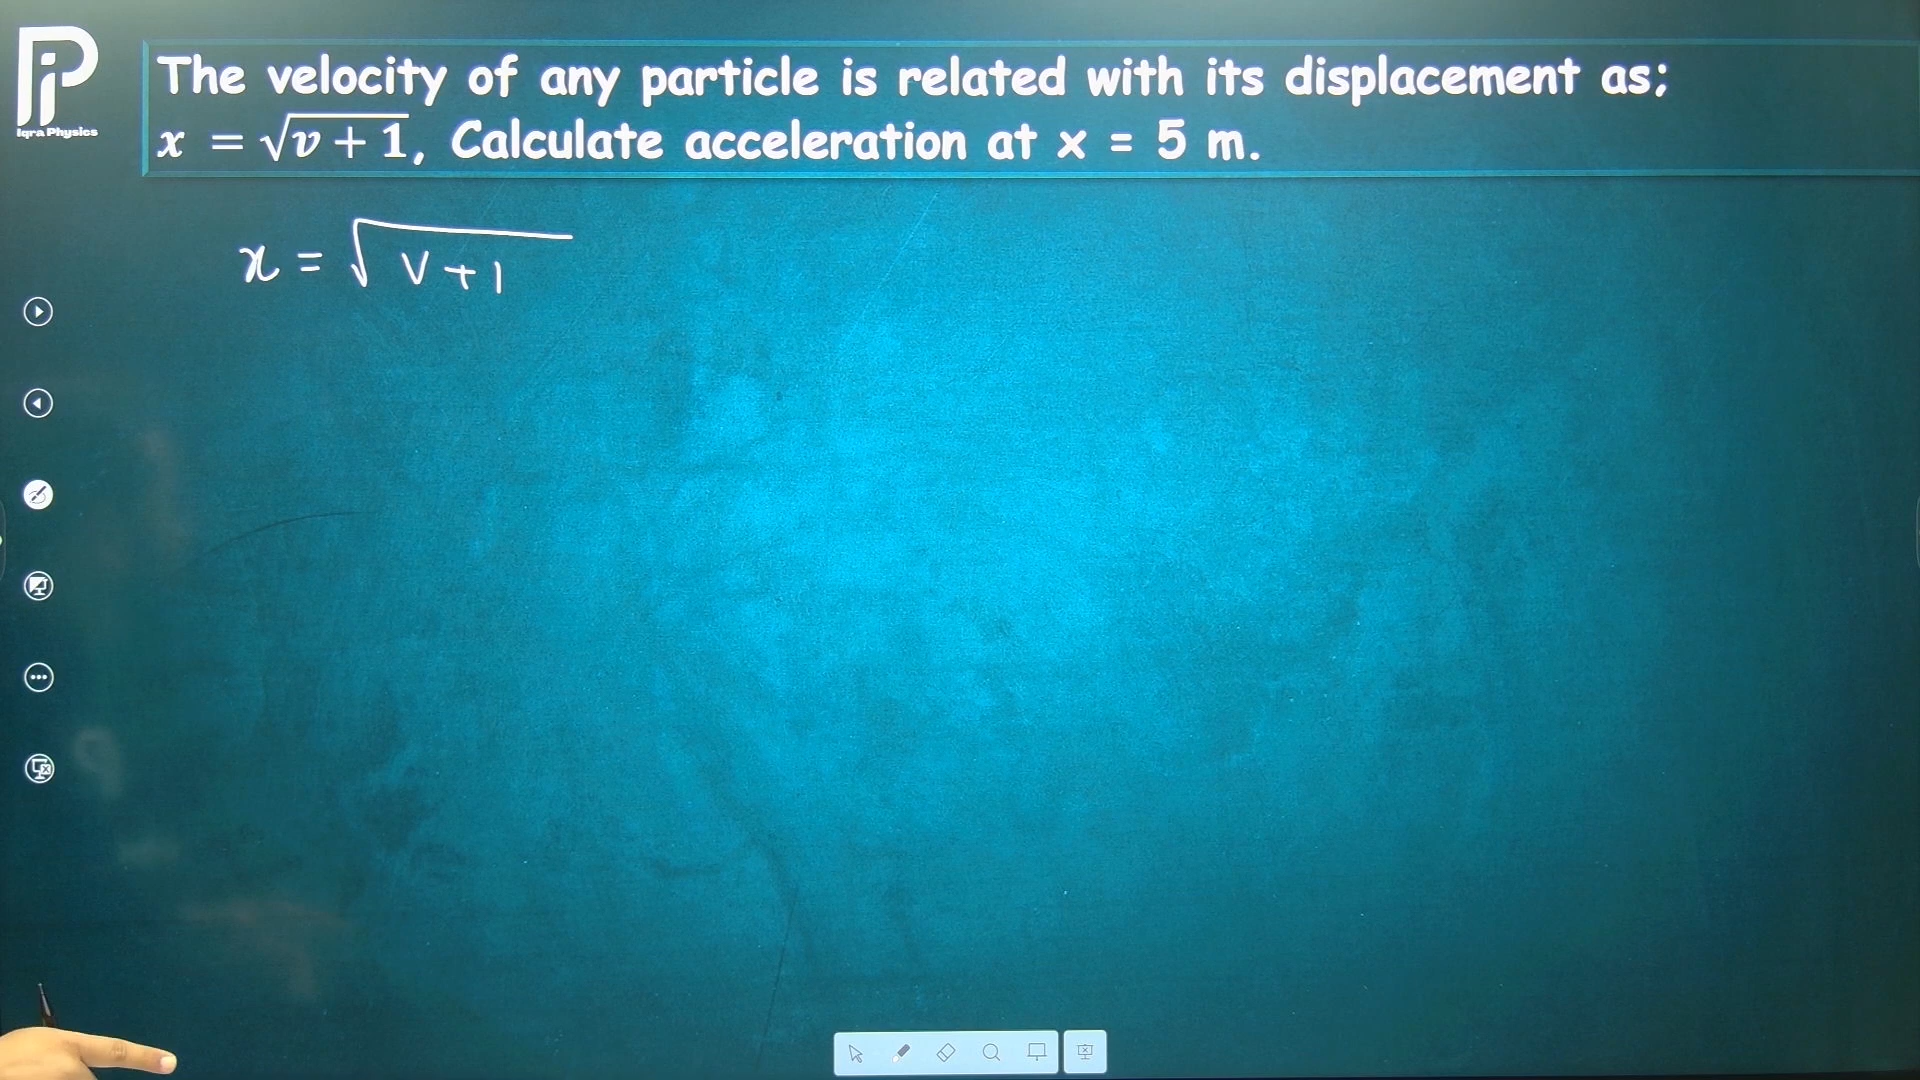 Iqra Physics
The velocity of any particle is related with its displacement as;
x = √v + 1, Calculate acceleration at x = 5 m.
x = √v+1